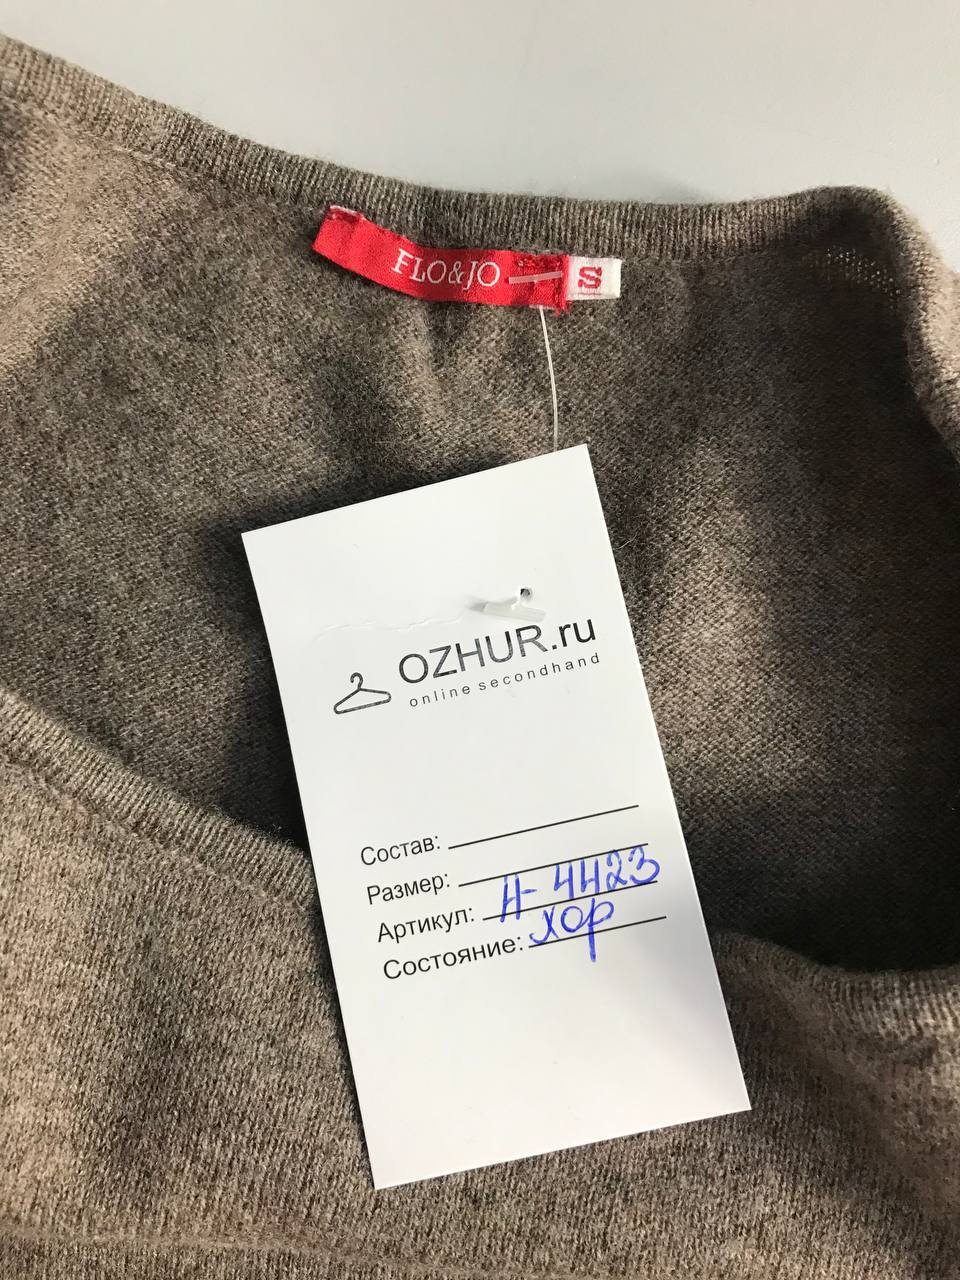 FLO&JO
S
OZHUR.ru
online secondhand
Состав:
Размер:
Артикул: А-4423
Состояние: хор